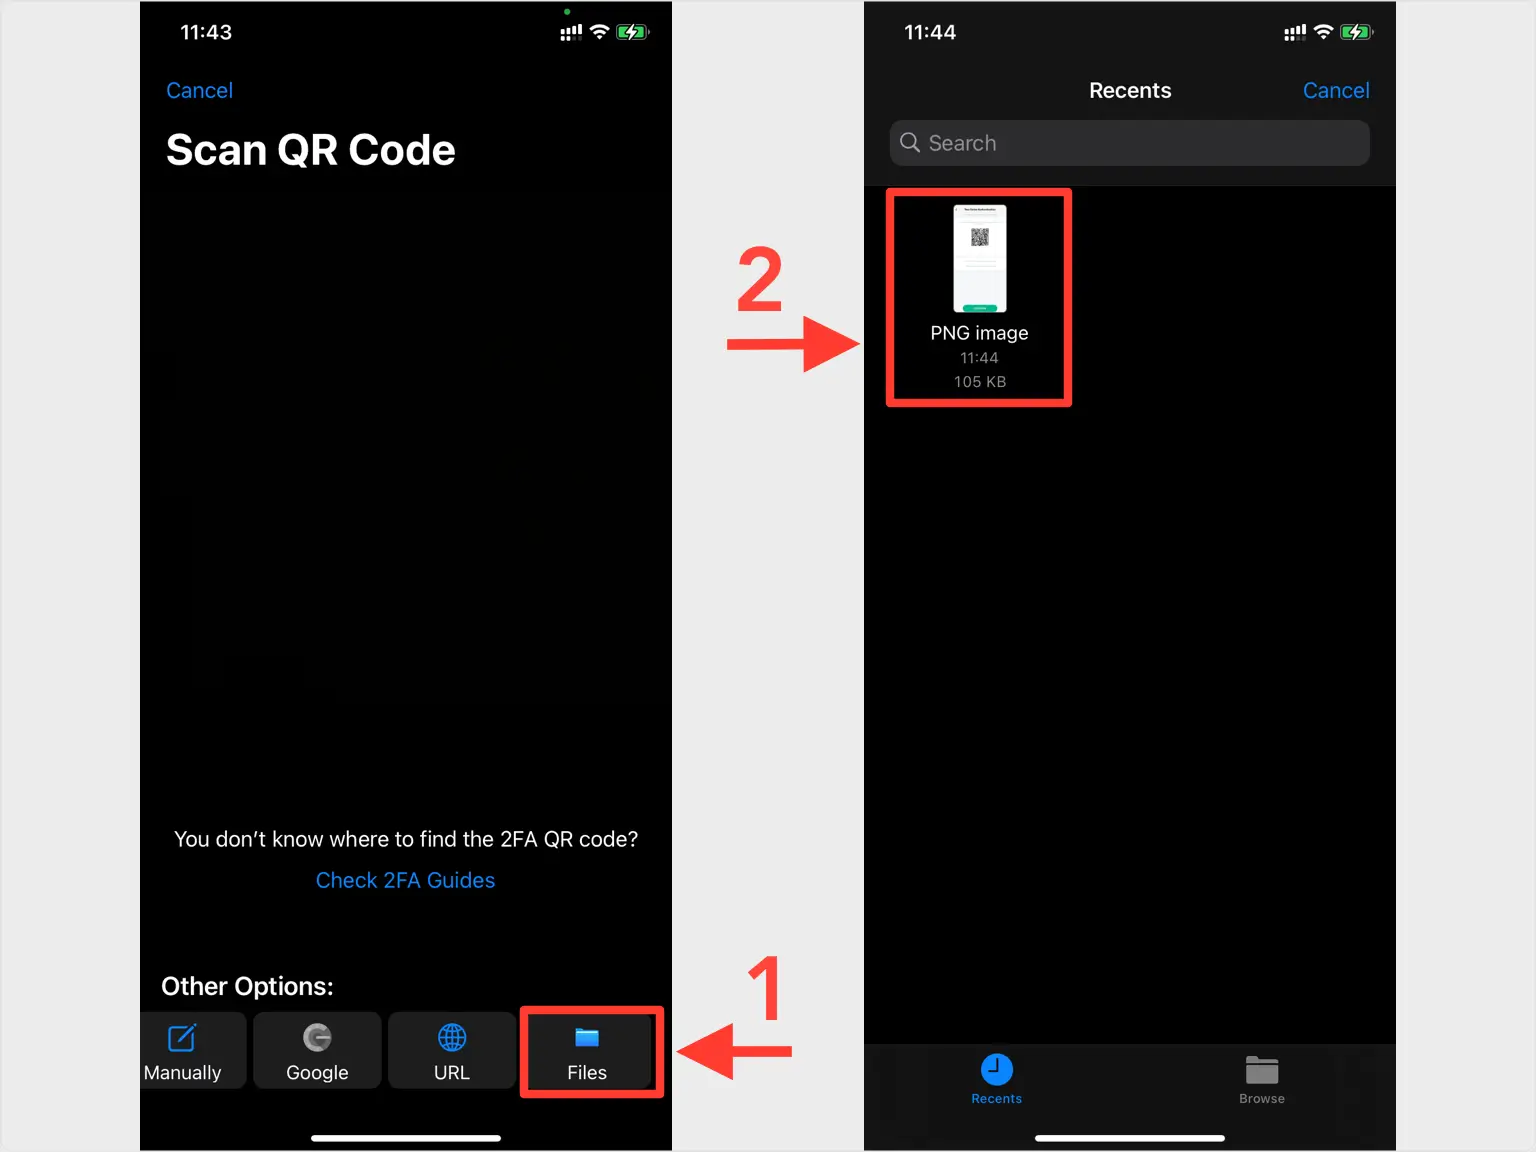 11:43
Cancel
Scan QR Code
You don't know where to find the 2FA QR code?
Check 2FA Guides
Other Options:
Manually
Google
URL
Files
1
2
11:44
Recents
Cancel
Search
PNG image
11:44
105 KB
Recents
Browse